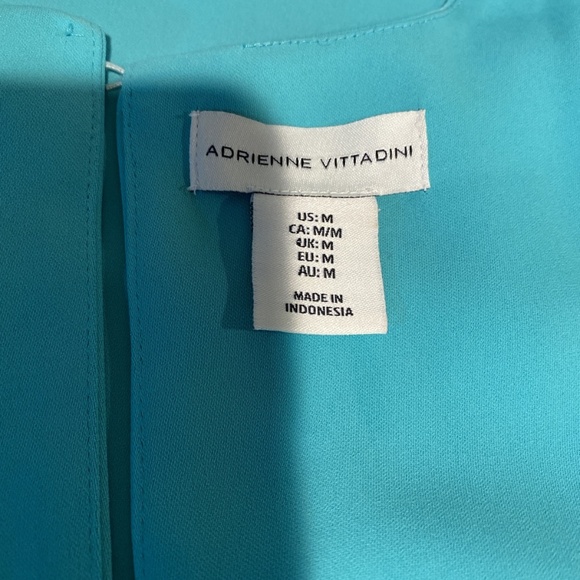 ADRIENNE VITTADINI
US: M
CA: M/M
UK: M
EU: M
AU: M
MADE IN
INDONESIA